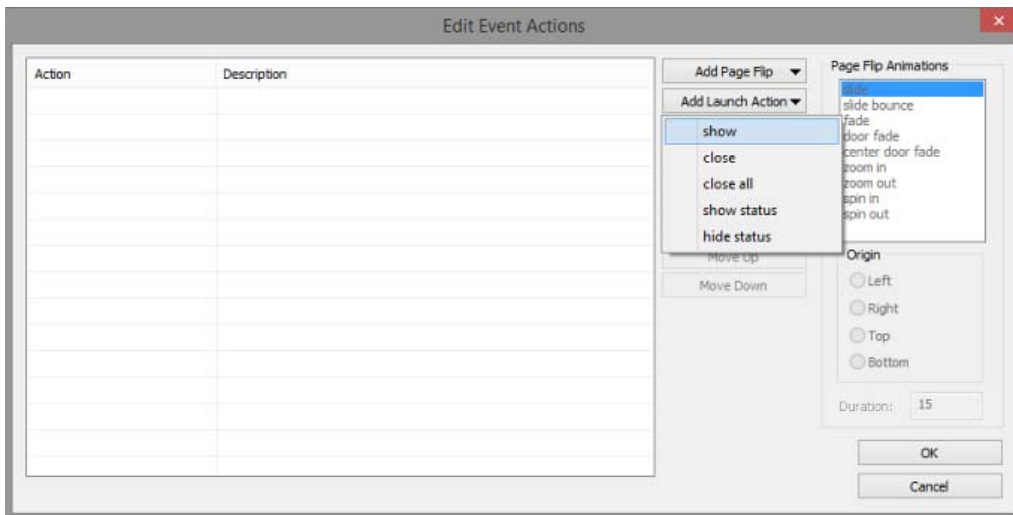 Edit Event Actions
Action Description
Add Page Flip
Add Launch Action
show
close
close all
show status
hide status
Move Up
Move Down
Page Flip Animations
slide
slide bounce
fade
door fade
center door fade
zoom in
zoom out
spin in
spin out
Origin
Left
Right
Top
Bottom
Duration: 15
OK
Cancel